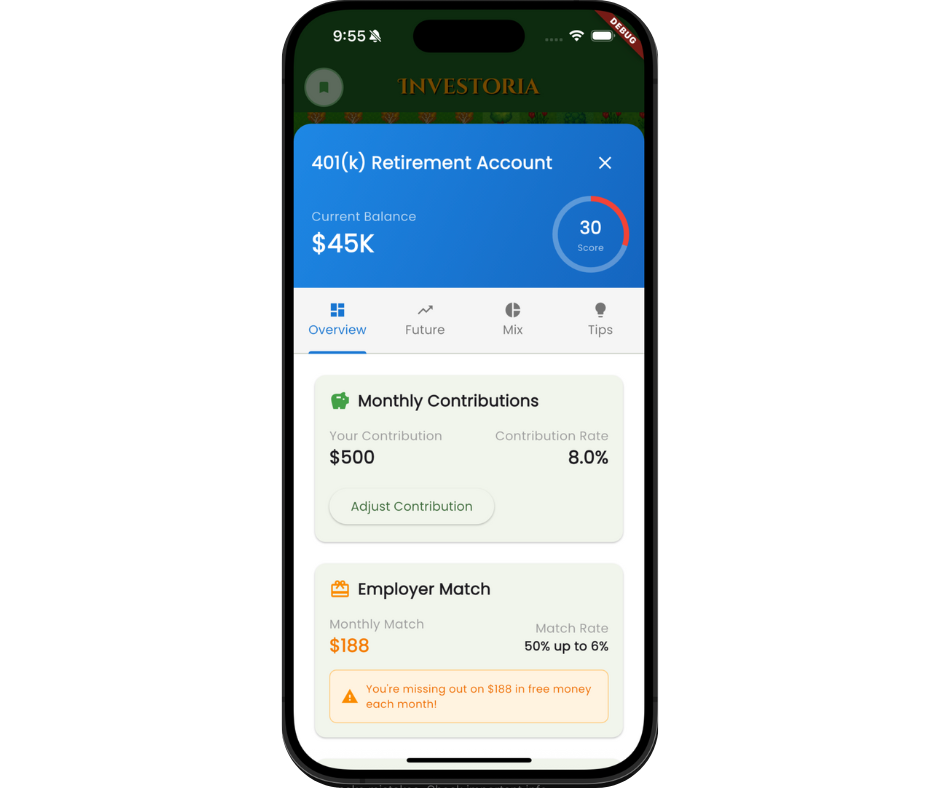 9:55
DEBUG
INVESTORIA
401(k) Retirement Account
Current Balance
$45K
30
Score
Overview
Future
Mix
Tips
Monthly Contributions
Your Contribution
Contribution Rate
$500
8.0%
Adjust Contribution
Employer Match
Monthly Match
Match Rate
$188
50% up to 6%
You're missing out on $188 in free money
each month!